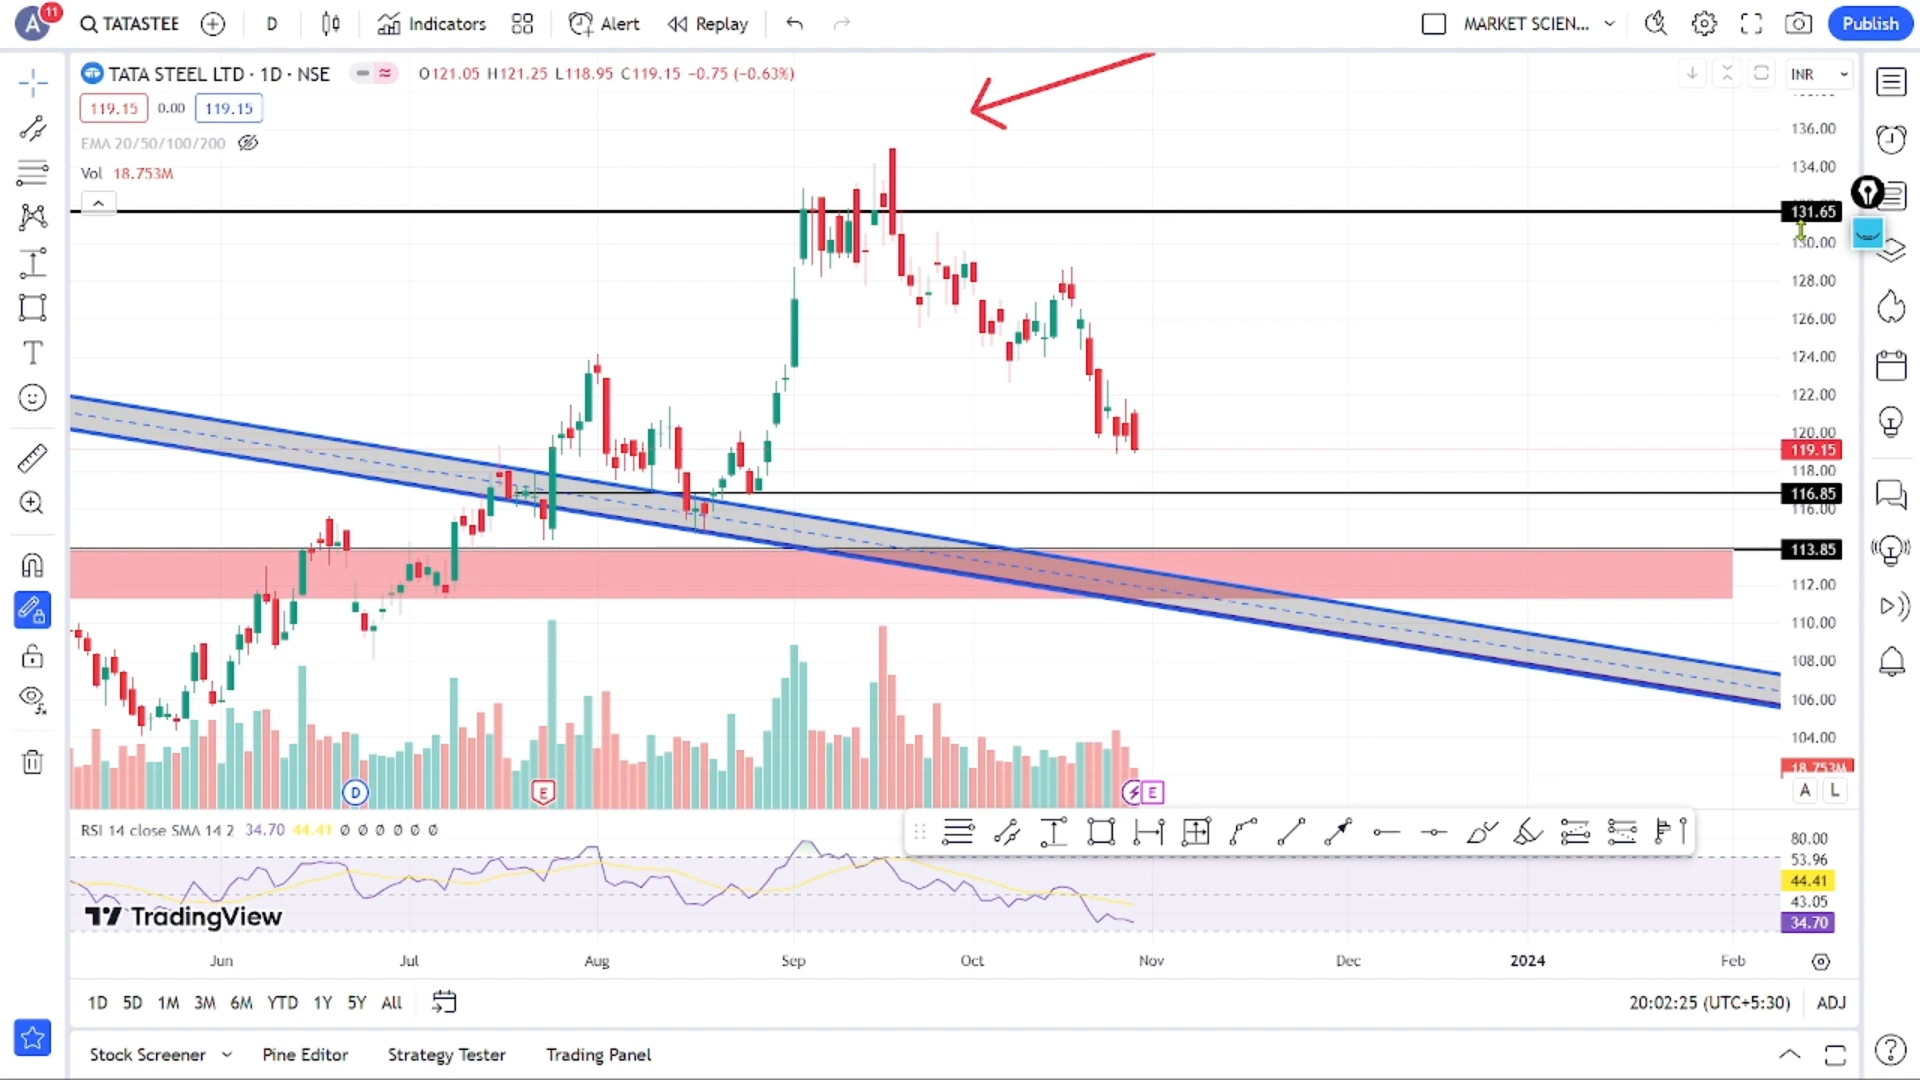 A 11 TATASTEE D Indicators Alert Replay MARKET SCIEN... Publish
TATA STEEL LTD · 1D · NSE O121.05 H121.25 L118.95 C119.15 −0.75 (−0.63%) INR
119.15 0.00 119.15
EMA 20/50/100/200
Vol 18.753M
136.00
134.00
131.65
130.00
128.00
126.00
124.00
122.00
120.00
119.15
118.00
116.85
116.00
113.85
112.00
110.00
108.00
106.00
104.00
18.753M
D E E A L
RSI 14 close SMA 14 2 34.70 44.41 Ø Ø Ø Ø Ø Ø
80.00
53.96
44.41
43.05
34.70
TradingView
Jun Jul Aug Sep Oct Nov Dec 2024 Feb
1D 5D 1M 3M 6M YTD 1Y 5Y All 20:02:25 (UTC+5:30) ADJ
Stock Screener Pine Editor Strategy Tester Trading Panel